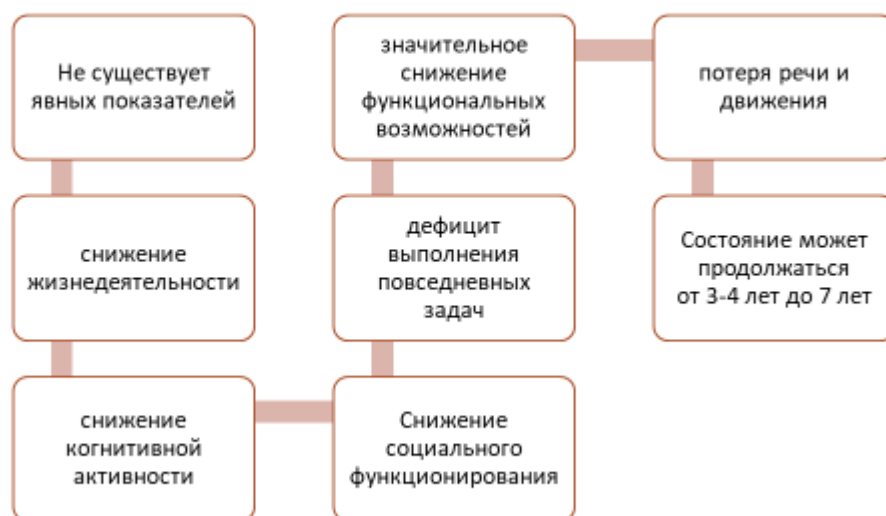 Не существует
явных показателей
снижение
жизнедеятельности
снижение
когнитивной
активности
Снижение
социального
функционирования
дефицит
выполнения
повседневных
задач
значительное
снижение
функциональных
возможностей
потеря речи и
движения
Состояние может
продолжаться
от 3-4 лет до 7 лет